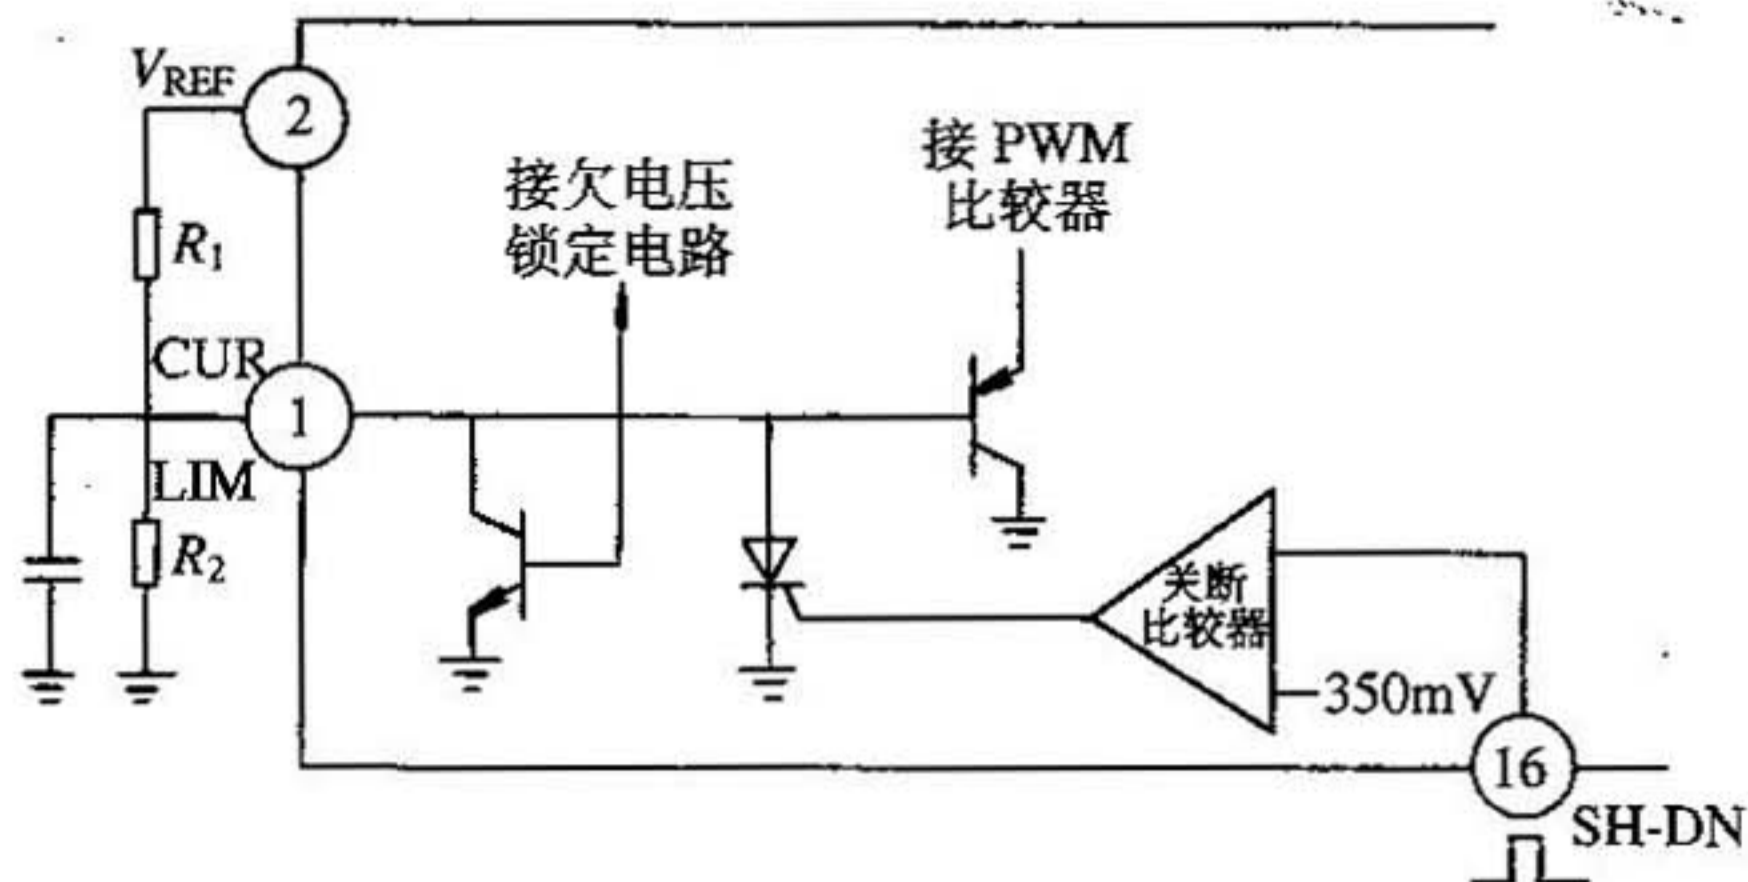 V_REF
2
接 PWM
比较器
接欠电压
锁定电路
R₁
CUR
1
LIM
R₂
关断
比较器
350mV
16
SH-DN